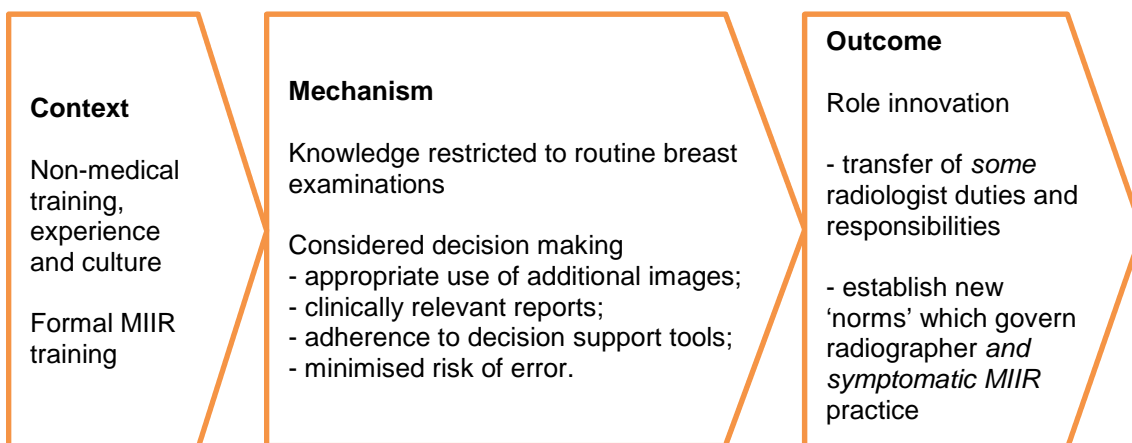 Context
Non-medical
training,
experience
and culture
Formal MIIR
training
Mechanism
Knowledge restricted to routine breast
examinations
Considered decision making
- appropriate use of additional images;
- clinically relevant reports;
- adherence to decision support tools;
- minimised risk of error.
Outcome
Role innovation
- transfer of some
radiologist duties and
responsibilities
- establish new
‘norms’ which govern
radiographer and
symptomatic MIIR
practice